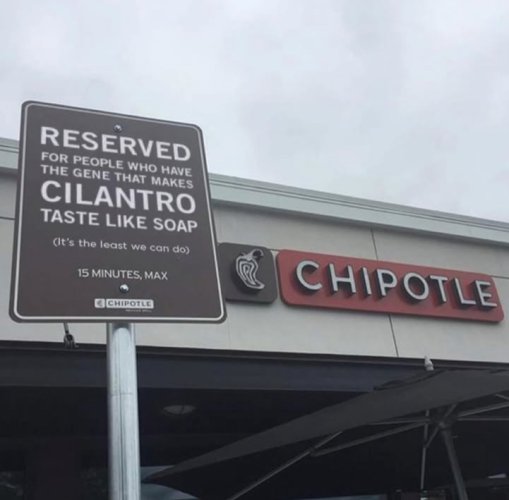 RESERVED
FOR PEOPLE WHO HAVE
THE GENE THAT MAKES
CILANTRO
TASTE LIKE SOAP
(It's the least we can do)
15 MINUTES, MAX
CHIPOTLE
CHIPOTLE